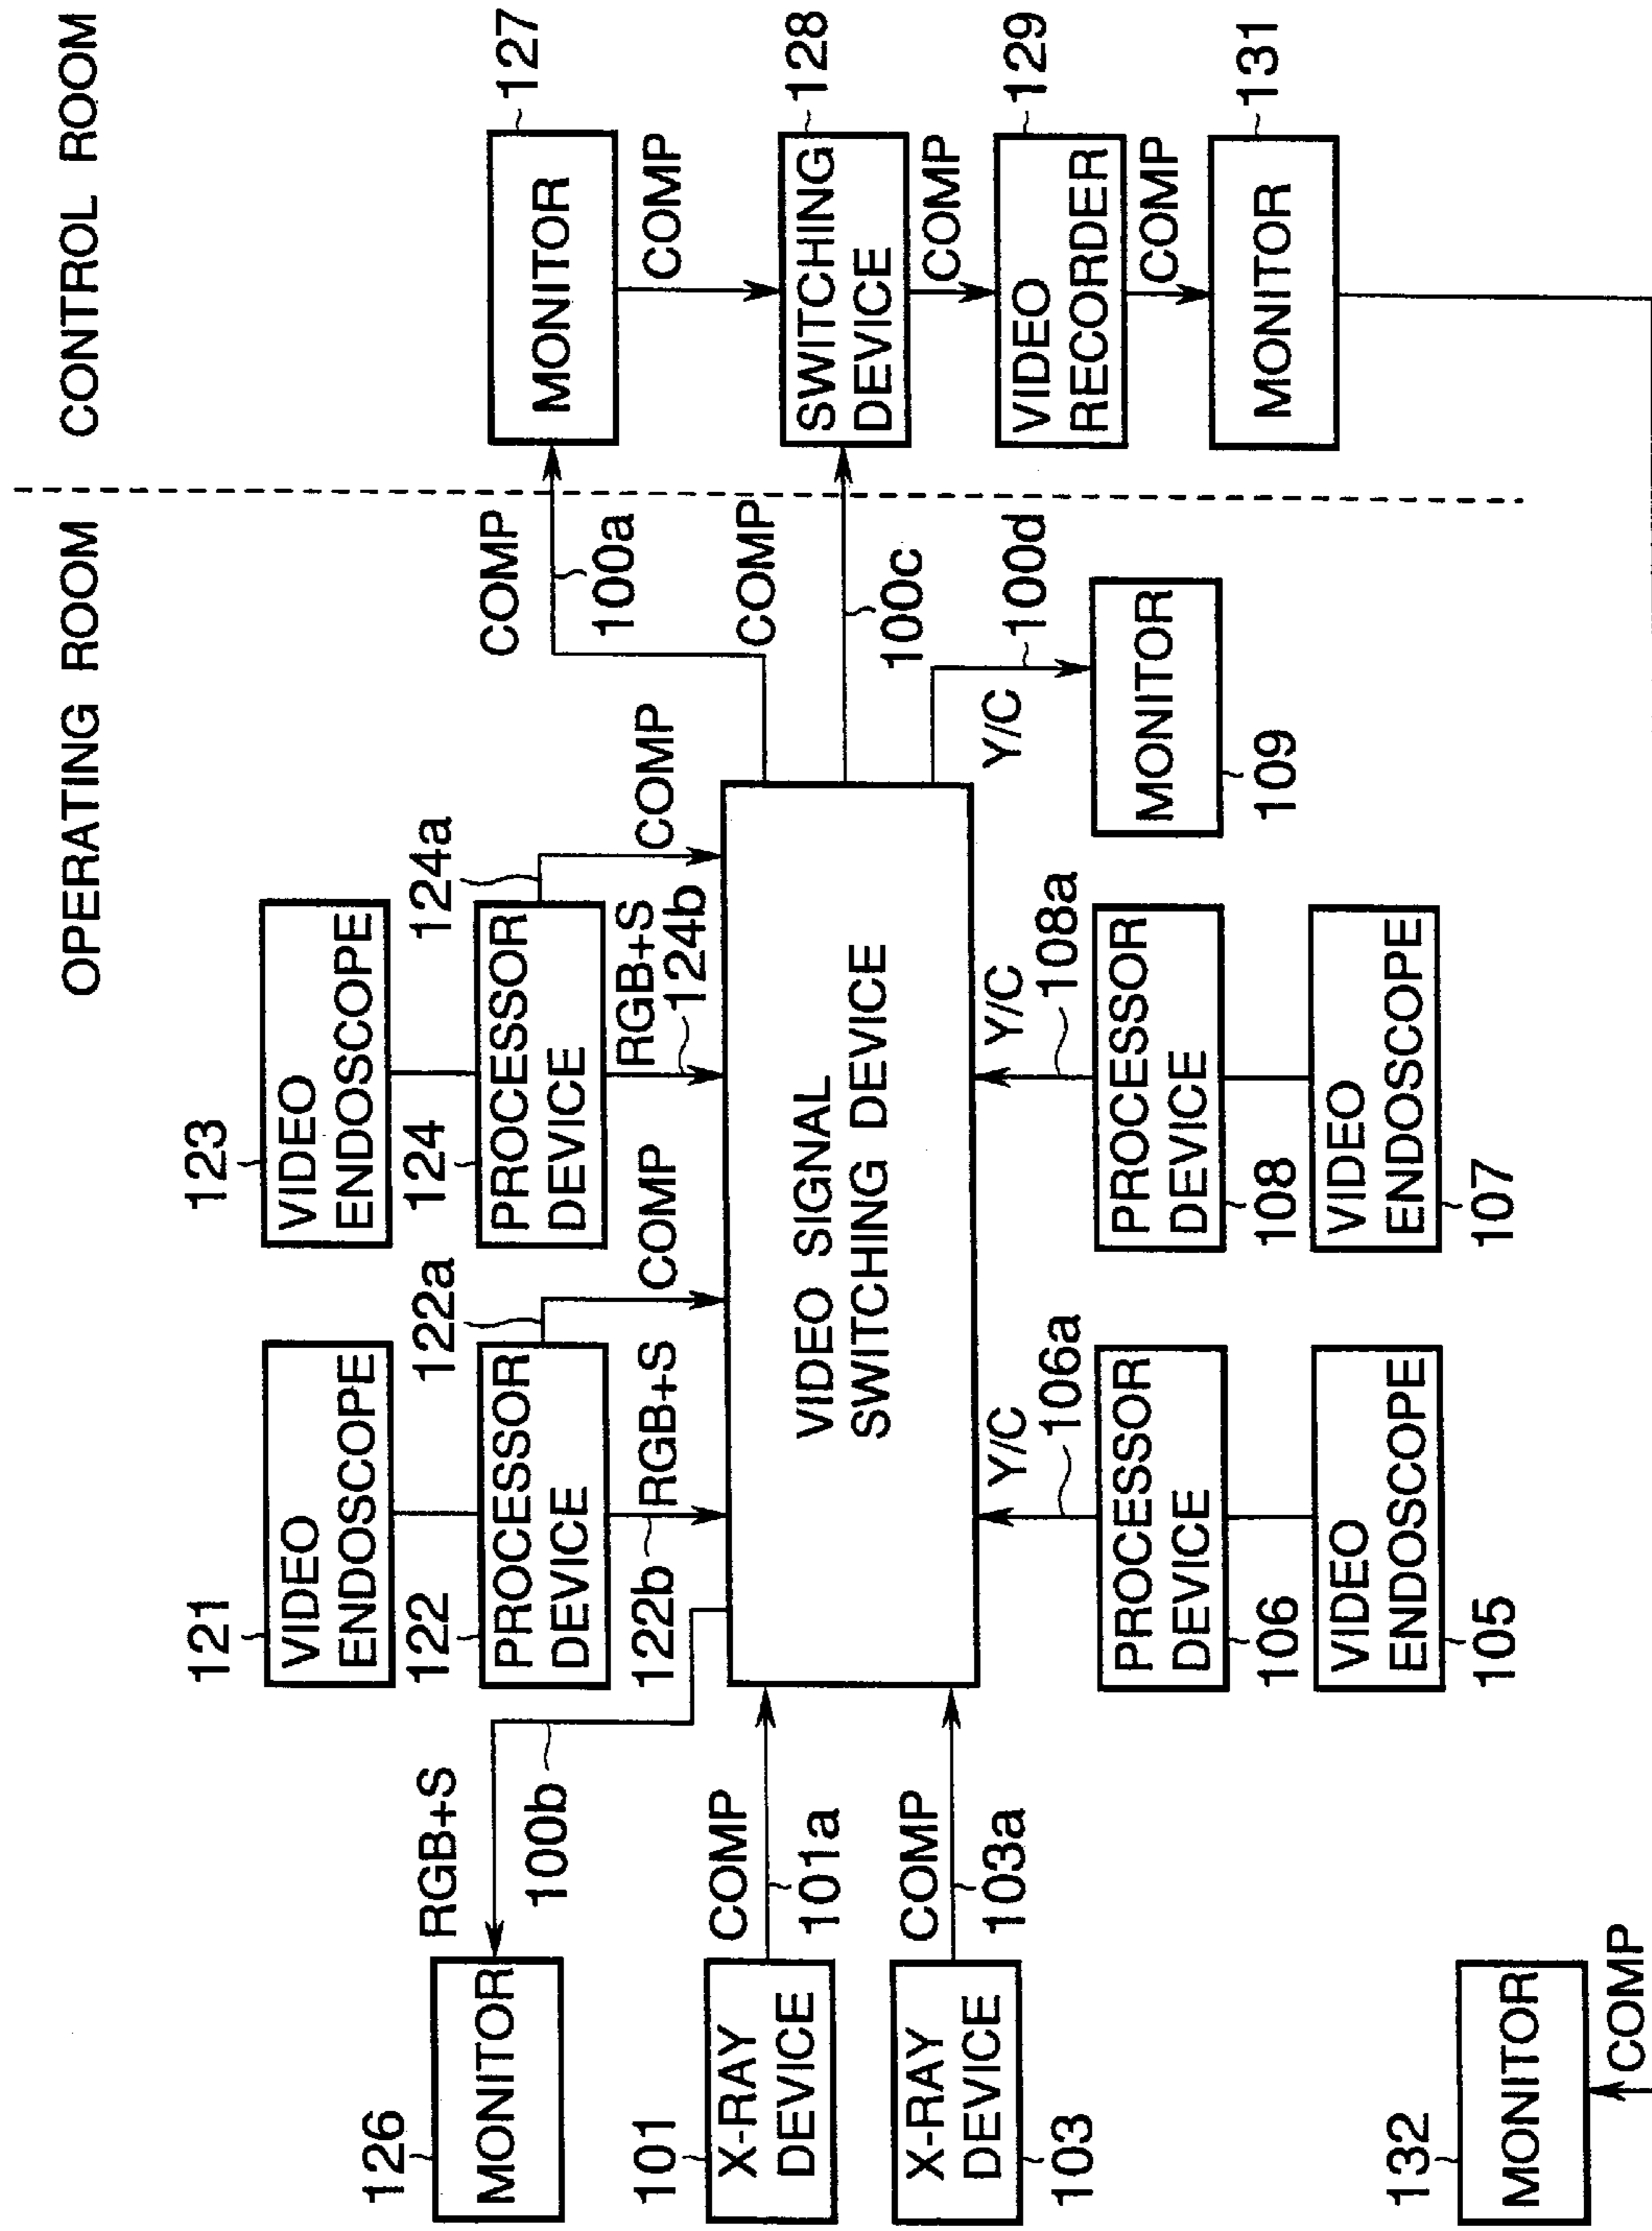 OPERATING ROOM
CONTROL ROOM
123
VIDEO
ENDOSCOPE
121
VIDEO
ENDOSCOPE
124
PROCESSOR
DEVICE
124a
COMP
RGB+S
124b
122
PROCESSOR
DEVICE
122a
COMP
RGB+S
122b
126
MONITOR
RGB+S
100b
101
X-RAY
DEVICE
COMP
101a
103
X-RAY
DEVICE
COMP
103a
VIDEO SIGNAL
SWITCHING DEVICE
COMP
100a
COMP
100c
Y/C
100d
MONITOR
109
Y/C
106a
PROCESSOR
DEVICE
106
VIDEO
ENDOSCOPE
105
Y/C
108a
PROCESSOR
DEVICE
108
VIDEO
ENDOSCOPE
107
127
MONITOR
COMP
128
SWITCHING
DEVICE
COMP
129
VIDEO
RECORDER
COMP
131
MONITOR
132
MONITOR
COMP